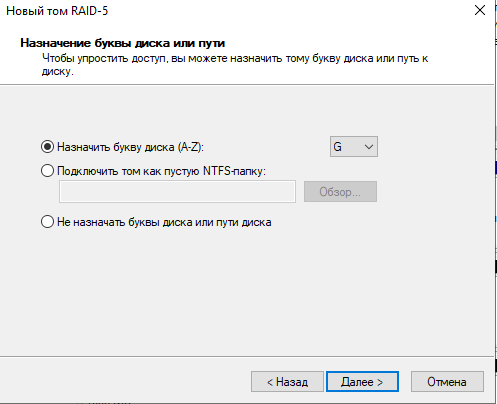 Новый том RAID-5
Назначение буквы диска или пути
Чтобы упростить доступ, вы можете назначить тому букву диска или путь к
диску.
Назначить букву диска (A-Z):
G
Подключить том как пустую NTFS-папку:
Обзор...
Не назначать буквы диска или пути диска
< Назад
Далее >
Отмена